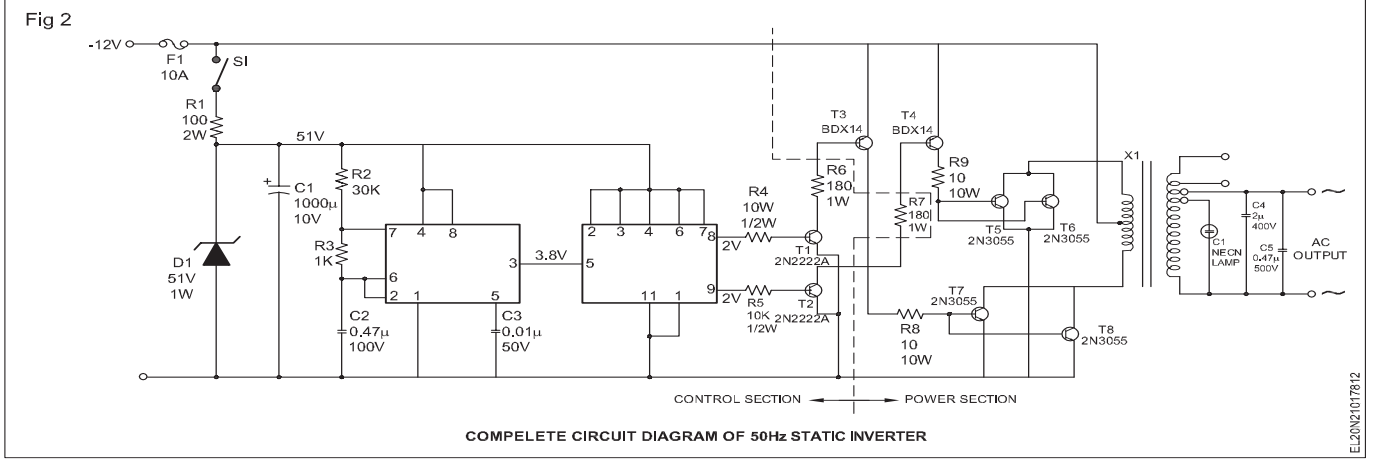 Fig 2
-12V
F1
10A
SI
R1
100
2W
51V
C1
1000µ
10V
R2
30K
R3
1K
D1
51V
1W
C2
0.47µ
100V
7
4
8
6
2
1
5
3
3.8V
C3
0.01µ
50V
2
3
4
6
7
8
5
9
11
1
2V
2V
R4
10W
1/2W
R5
10K
1/2W
T1
2N2222A
T2
2N2222A
T3
BDX14
T4
BDX14
R6
180
1W
R7
180
1W
R9
10
10W
T5
2N3055
T6
2N3055
T7
2N3055
R8
10
10W
T8
2N3055
X1
C1
NECN
LAMP
C4
2µ
400V
C5
0.47µ
500V
AC
OUTPUT
CONTROL SECTION
POWER SECTION
COMPELETE CIRCUIT DIAGRAM OF 50Hz STATIC INVERTER
EL20N21017812